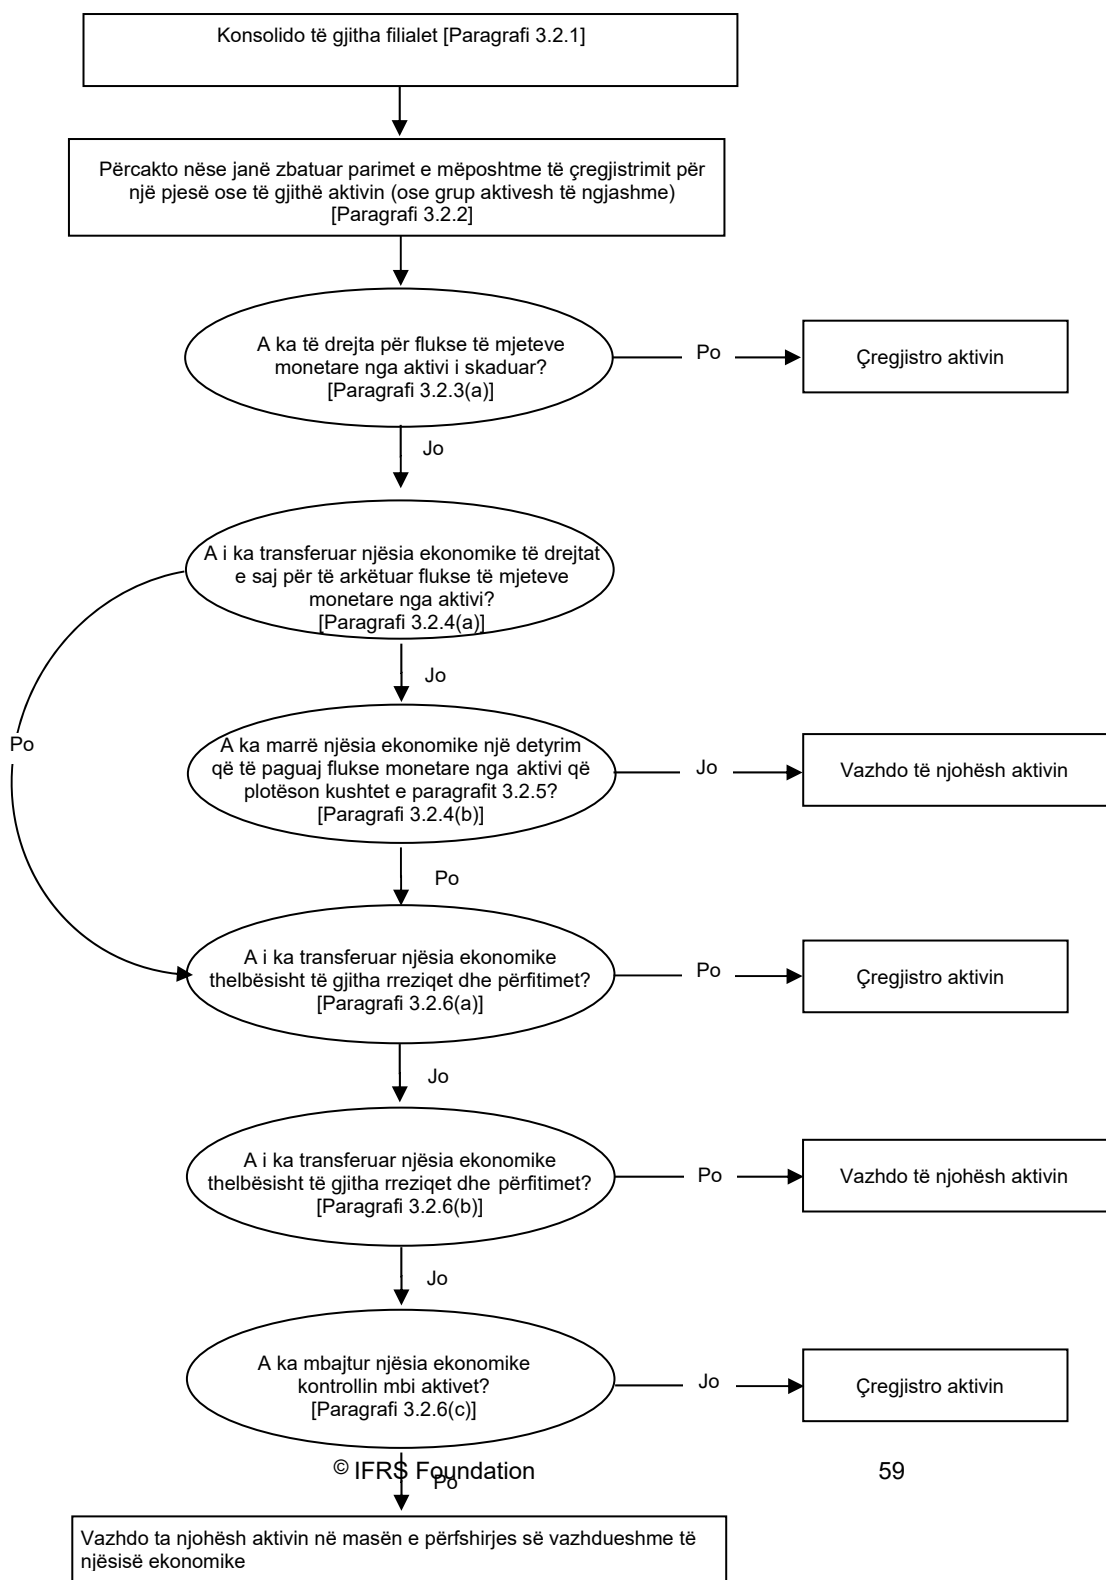 Konsolido të gjitha filialet [Paragrafi 3.2.1]
Përcakto nëse janë zbatuar parimet e mëposhtme të çregjistrimit për
një pjesë ose të gjithë aktivin (ose grup aktivesh të ngjashme)
[Paragrafi 3.2.2]
A ka të drejta për flukse të mjeteve
monetare nga aktivi i skaduar?
[Paragrafi 3.2.3(a)]
Po
Çregjistro aktivin
Jo
A i ka transferuar njësia ekonomike të drejtat
e saj për të arkëtuar flukse të mjeteve
monetare nga aktivi?
[Paragrafi 3.2.4(a)]
Jo
Po
A ka marrë njësia ekonomike një detyrim
që të paguaj flukse monetare nga aktivi që
plotëson kushtet e paragrafit 3.2.5?
[Paragrafi 3.2.4(b)]
Jo
Vazhdo të njohësh aktivin
Po
A i ka transferuar njësia ekonomike
thelbësisht të gjitha rreziqet dhe përfitimet?
[Paragrafi 3.2.6(a)]
Po
Çregjistro aktivin
Jo
A i ka transferuar njësia ekonomike
thelbësisht të gjitha rreziqet dhe përfitimet?
[Paragrafi 3.2.6(b)]
Po
Vazhdo të njohësh aktivin
Jo
A ka mbajtur njësia ekonomike
kontrollin mbi aktivet?
[Paragrafi 3.2.6(c)]
Jo
Çregjistro aktivin
© IFRS Foundation 59
Po
Vazhdo ta njohësh aktivin në masën e përfshirjes së vazhdueshme të
njësisë ekonomike